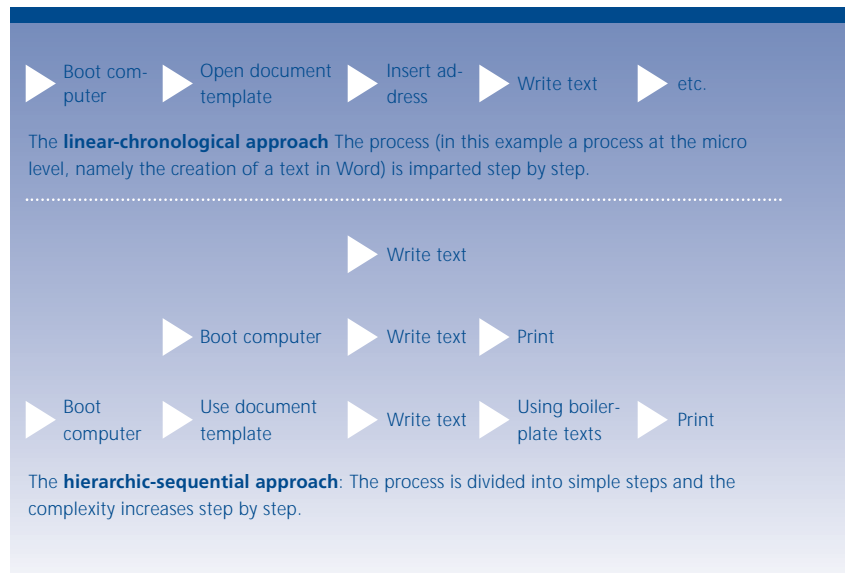 Boot com- Open document Insert ad- Write text etc.
puter template dress
The linear-chronological approach The process (in this example a process at the micro
level, namely the creation of a text in Word) is imparted step by step.
Write text
Boot computer Write text Print
Boot Use document Write text Using boiler- Print
computer template plate texts
The hierarchic-sequential approach: The process is divided into simple steps and the
complexity increases step by step.